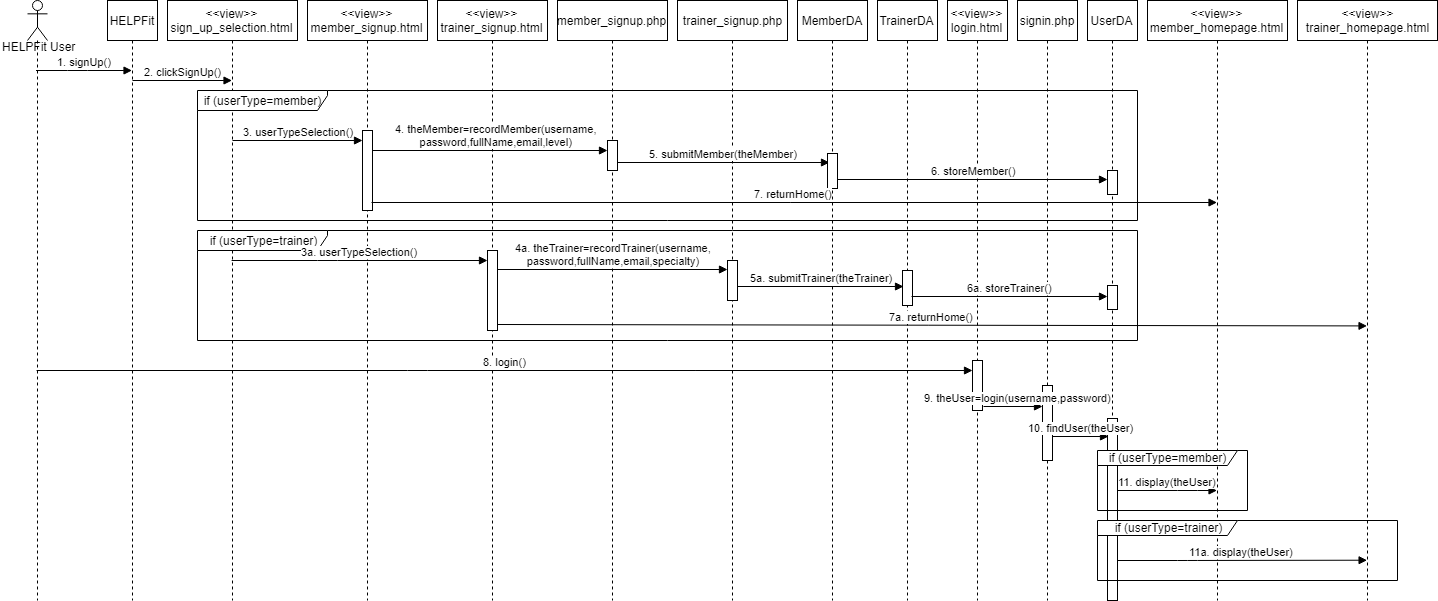 HELPFit User
HELPFit
<<view>>
sign_up_selection.html
<<view>>
member_signup.html
<<view>>
trainer_signup.html
member_signup.php
trainer_signup.php
MemberDA
TrainerDA
<<view>>
login.html
signin.php
UserDA
<<view>>
member_homepage.html
<<view>>
trainer_homepage.html
1. signUp()
2. clickSignUp()
if (userType=member)
3. userTypeSelection()
4. theMember=recordMember(username,
password,fullName,email,level)
5. submitMember(theMember)
6. storeMember()
7. returnHome()
if (userType=trainer)
3a. userTypeSelection()
4a. theTrainer=recordTrainer(username,
password,fullName,email,specialty)
5a. submitTrainer(theTrainer)
6a. storeTrainer()
7a. returnHome()
8. login()
9. theUser=login(username,password)
10. findUser(theUser)
if (userType=member)
11. display(theUser)
if (userType=trainer)
11a. display(theUser)